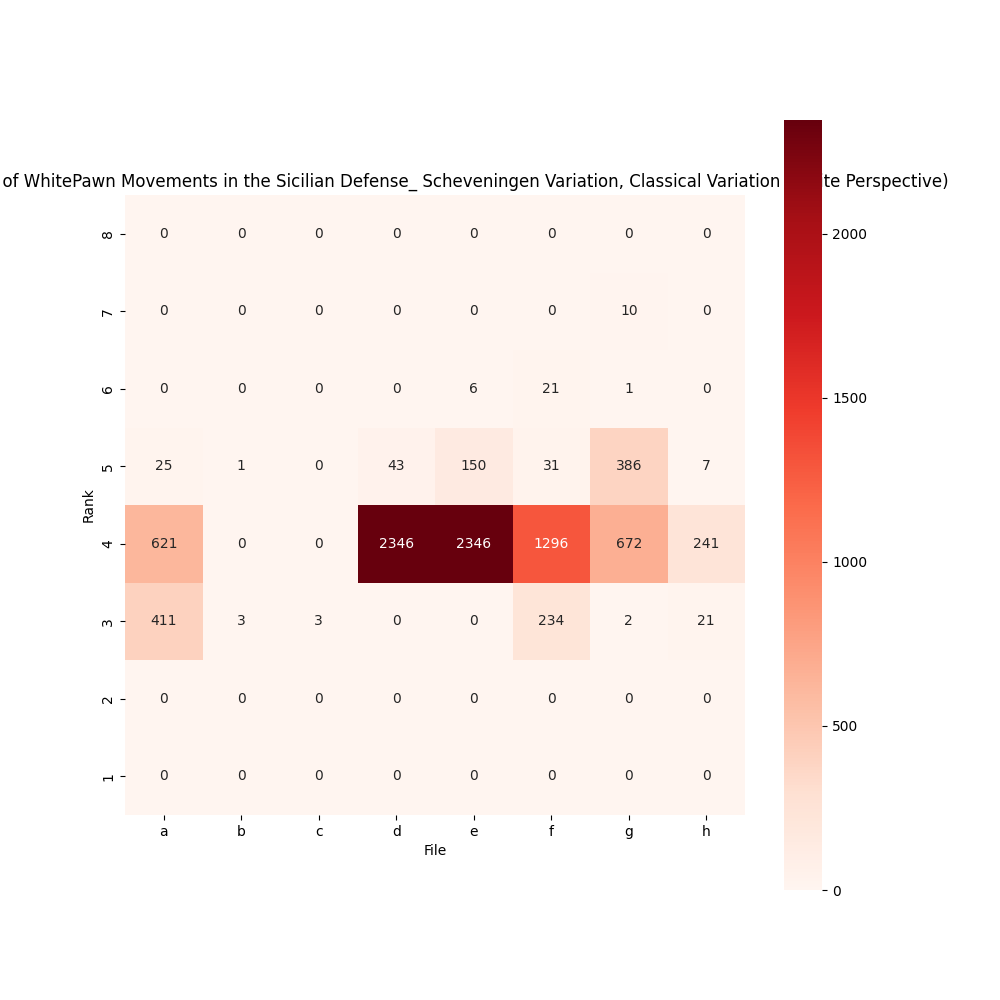 of WhitePawn Movements in the Sicilian Defense_ Scheveningen Variation, Classical Variation te Perspective)
8 0 0 0 0 0 0 0 0
7 0 0 0 0 0 0 10 0
6 0 0 0 0 6 21 1 0
5 25 1 0 43 150 31 386 7
4 621 0 0 2346 2346 1296 672 241
3 411 3 3 0 0 234 2 21
2 0 0 0 0 0 0 0 0
1 0 0 0 0 0 0 0 0
a b c d e f g h
File
Rank
2000
1500
1000
500
0